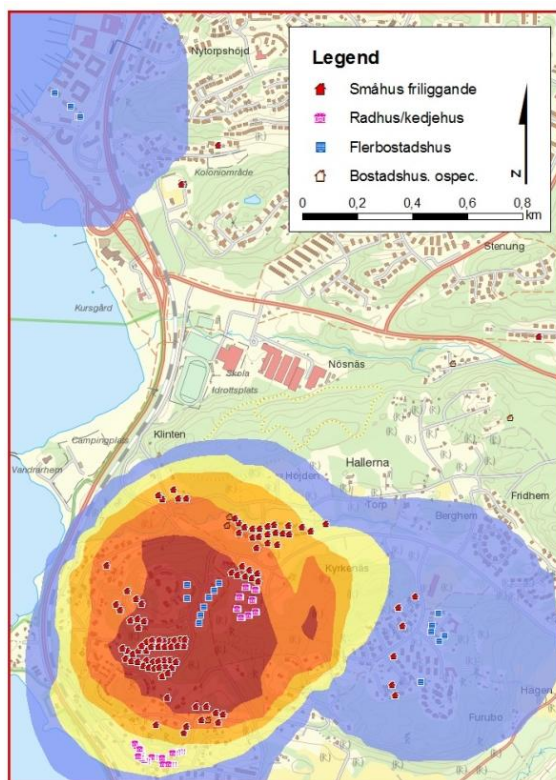 Nytorpshöjd
Legend
Småhus friliggande
Radhus/kedjehus
Flerbostadshus
Bostadshus. ospec.
N
0 0,2 0,4 0,6 0,8
km
Koloniområde
Stenung
Kursgård
Nösnäs
Skola
Idrottsplats
Klinten
Campingplats
Vandrarhem
Höjden
Hallerna
Torp
Berghem
Fridhem
Kyrkenäs
Hagen
Furubo